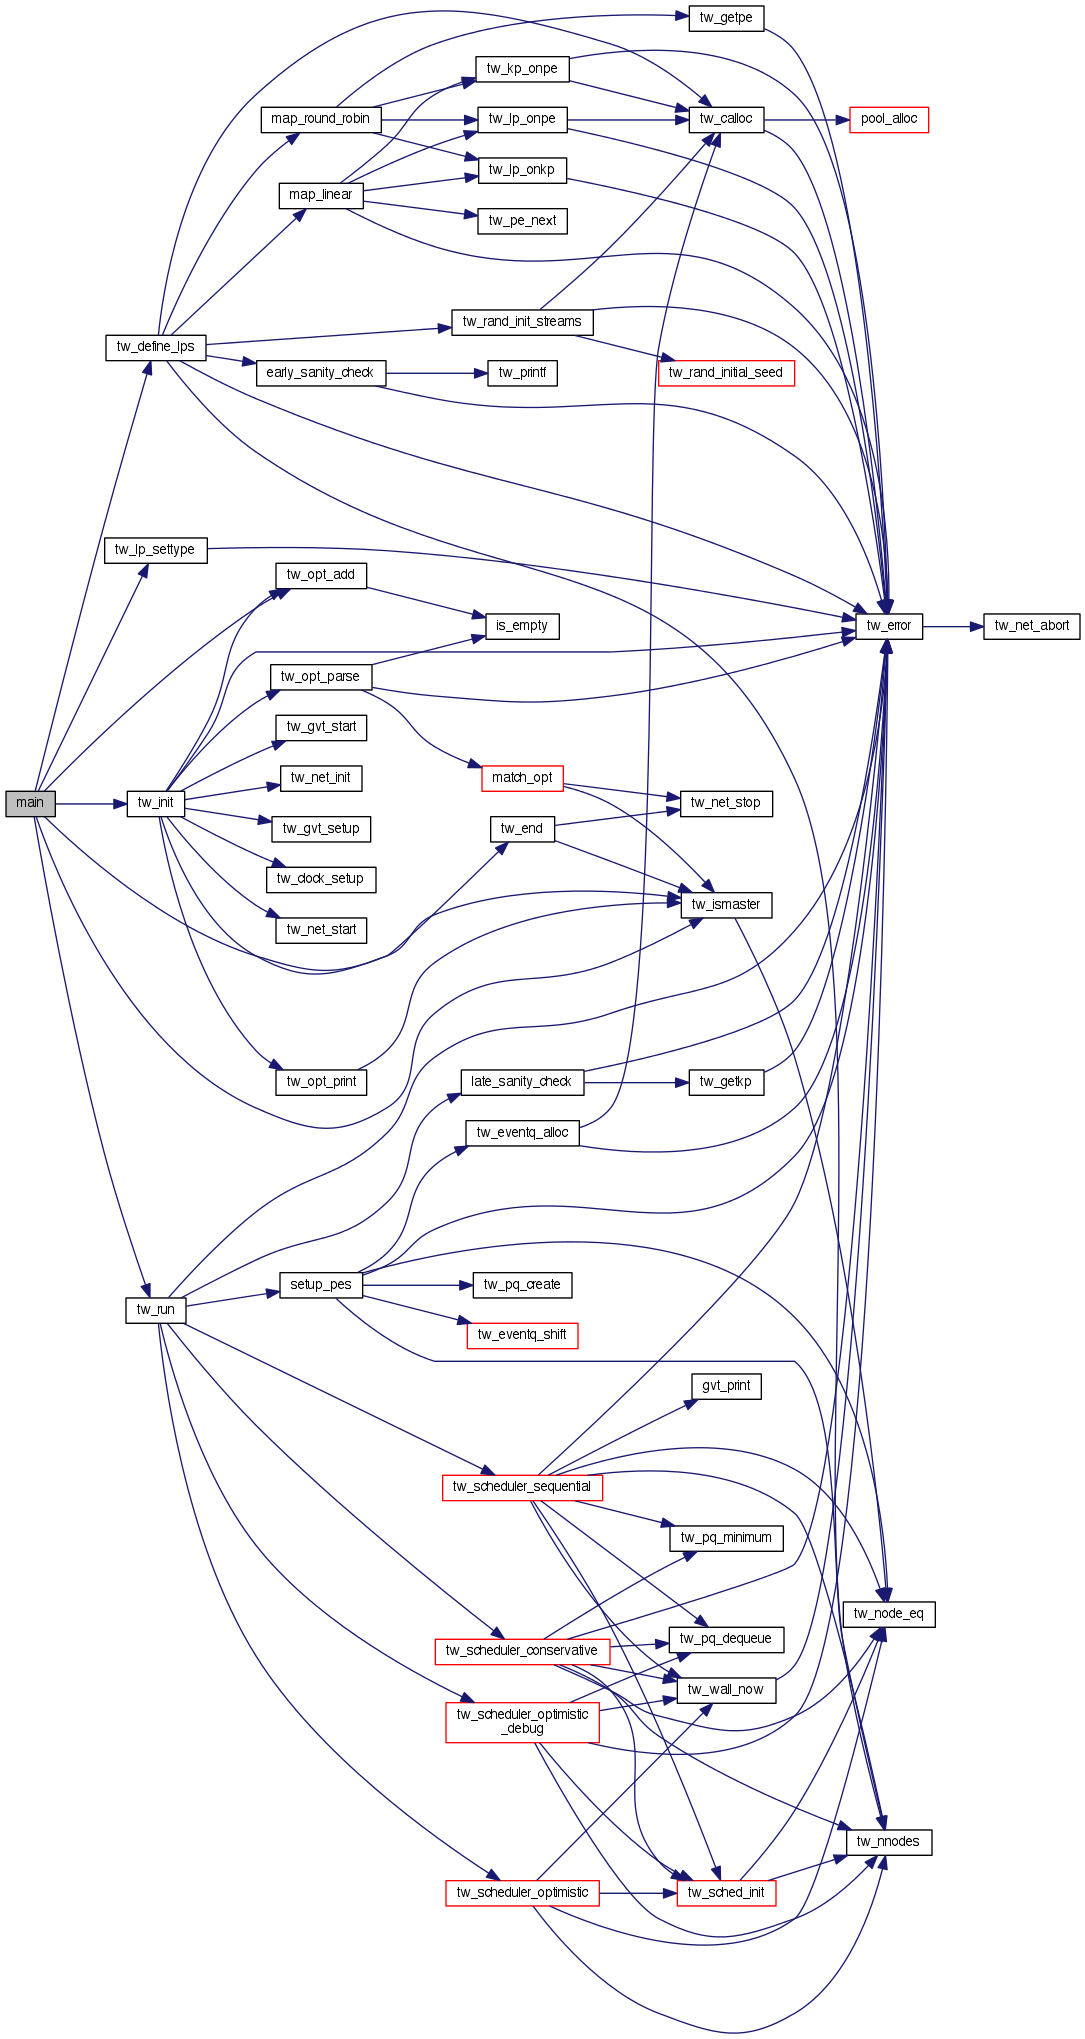 tw_getpe
tw_kp_onpe
map_round_robin
tw_lp_onpe
tw_calloc
pool_alloc
tw_lp_onkp
map_linear
tw_pe_next
tw_rand_init_streams
tw_define_lps
early_sanity_check
tw_printf
tw_rand_initial_seed
tw_lp_settype
tw_opt_add
is_empty
tw_error
tw_net_abort
tw_opt_parse
tw_gvt_start
tw_net_init
match_opt
main
tw_init
tw_net_stop
tw_gvt_setup
tw_end
tw_clock_setup
tw_net_start
tw_ismaster
tw_opt_print
late_sanity_check
tw_getkp
tw_eventq_alloc
setup_pes
tw_pq_create
tw_run
tw_eventq_shift
gvt_print
tw_scheduler_sequential
tw_pq_minimum
tw_node_eq
tw_scheduler_conservative
tw_pq_dequeue
tw_wall_now
tw_scheduler_optimistic
_debug
tw_nnodes
tw_scheduler_optimistic
tw_sched_init